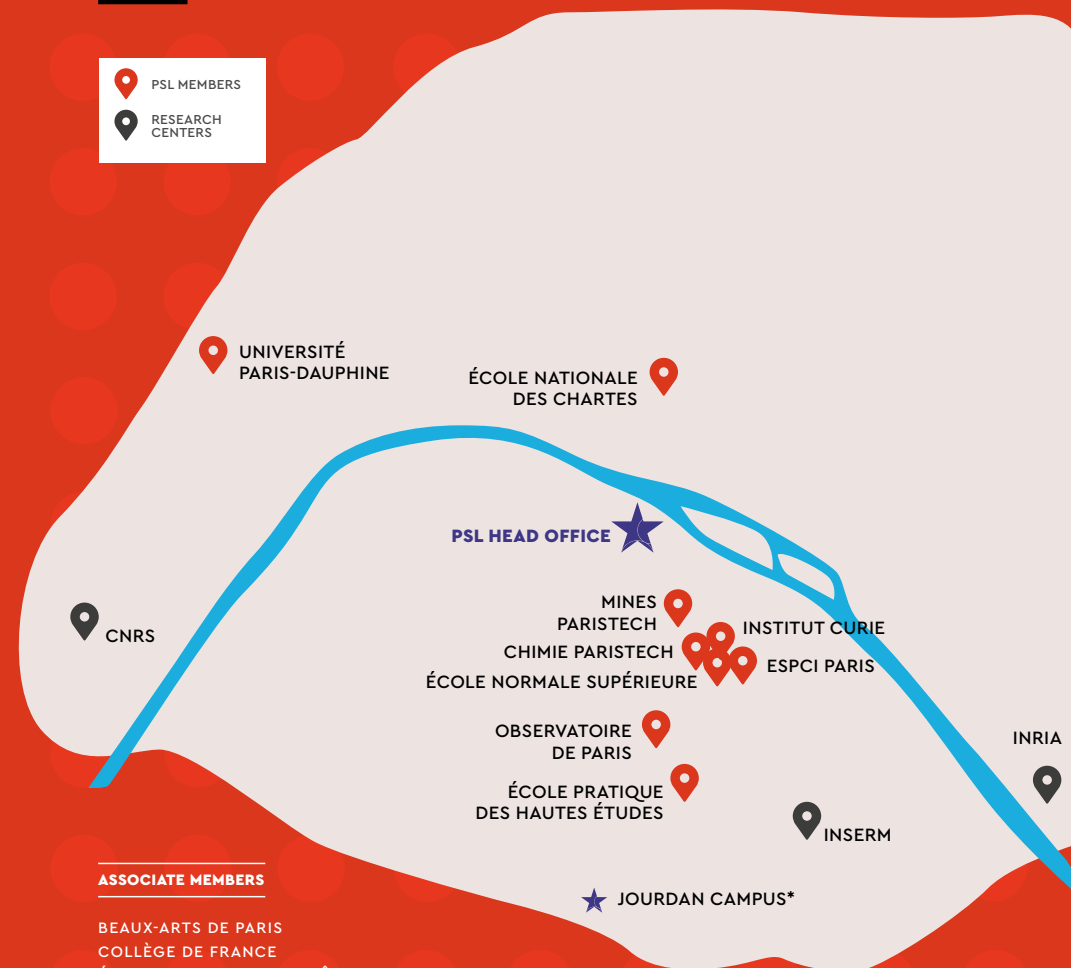 PSL MEMBERS
RESEARCH
CENTERS
UNIVERSITÉ
PARIS-DAUPHINE
ÉCOLE NATIONALE
DES CHARTES
PSL HEAD OFFICE
MINES
PARISTECH
INSTITUT CURIE
CNRS
CHIMIE PARISTECH
ESPCI PARIS
ÉCOLE NORMALE SUPÉRIEURE
OBSERVATOIRE
DE PARIS
INRIA
ÉCOLE PRATIQUE
DES HAUTES ÉTUDES
INSERM
JOURDAN CAMPUS*
ASSOCIATE MEMBERS
BEAUX-ARTS DE PARIS
COLLÈGE DE FRANCE